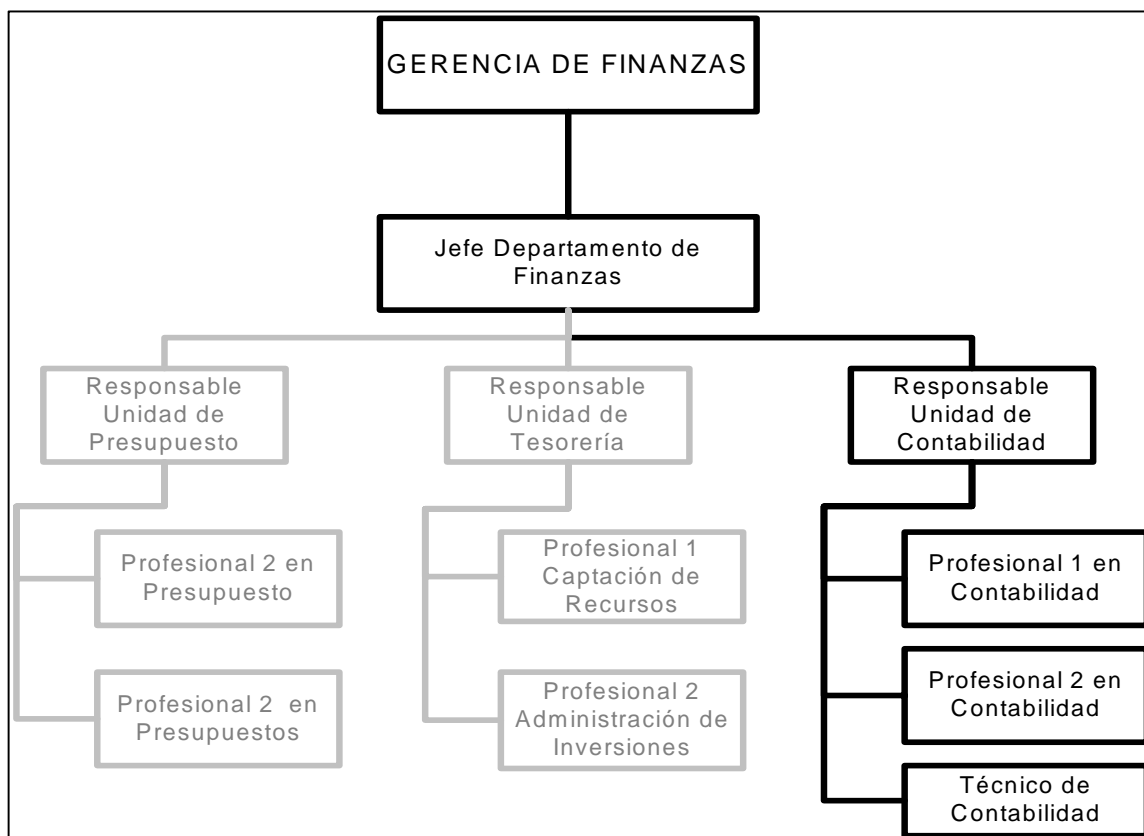 GERENCIA DE FINANZAS
Jefe Departamento de
Finanzas
Responsable
Unidad de
Presupuesto
Responsable
Unidad de
Tesorería
Responsable
Unidad de
Contabilidad
Profesional 2 en
Presupuesto
Profesional 2 en
Presupuestos
Profesional 1
Captación de
Recursos
Profesional 2
Administración de
Inversiones
Profesional 1 en
Contabilidad
Profesional 2 en
Contabilidad
Técnico de
Contabilidad